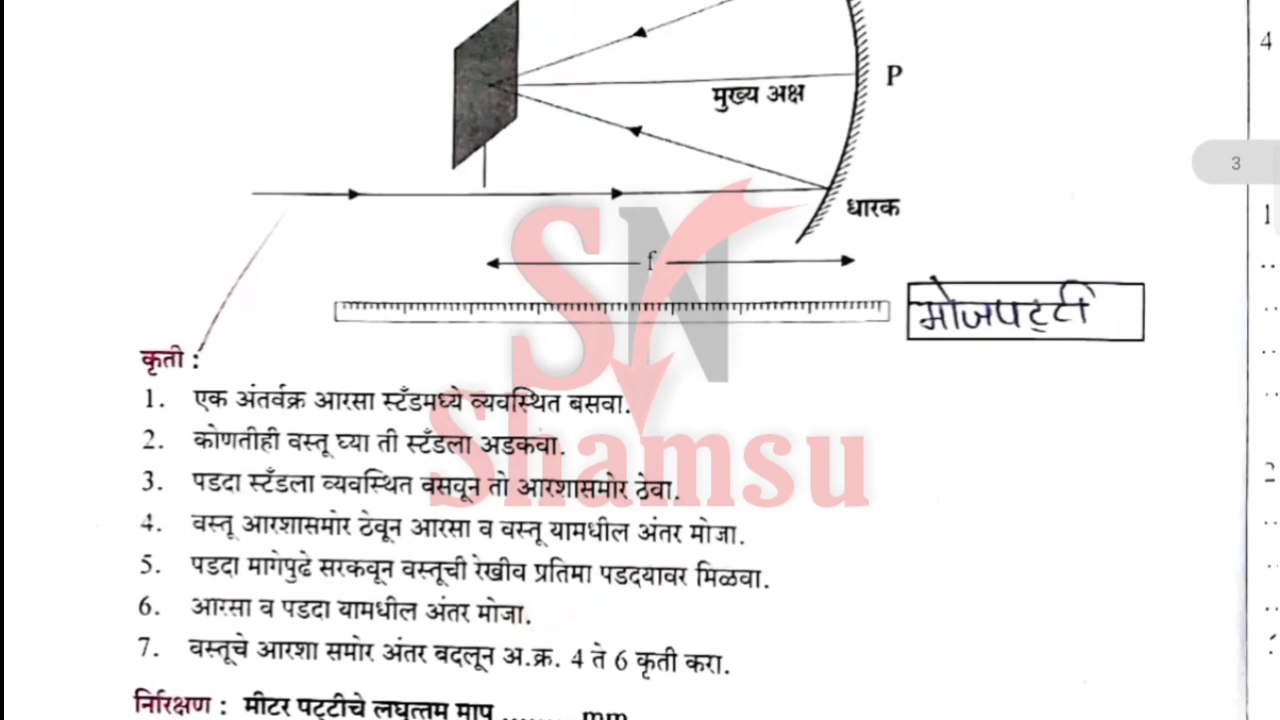 4
मुख्य अक्ष
P
3
धारक
1
f
मोजपट्टी
कृती :
1. एक अंतर्वक्र आरसा स्टँडमध्ये व्यवस्थित बसवा.
2. कोणतीही वस्तू घ्या ती स्टँडला अडकवा.
3. पडदा स्टँडला व्यवस्थित बसवून तो आरशासमोर ठेवा.
4. वस्तू आरशासमोर ठेवून आरसा व वस्तू यामधील अंतर मोजा.
5. पडदा मागेपुढे सरकवून वस्तूची रेखीव प्रतिमा पडदयावर मिळवा.
6. आरसा व पडदा यामधील अंतर मोजा.
7. वस्तूचे आरशा समोर अंतर बदलून अ.क्र. 4 ते 6 कृती करा.
निरिक्षण : मीटर पट्टीचे लघुत्तम माप ......... mm
SN
Shamsu
2